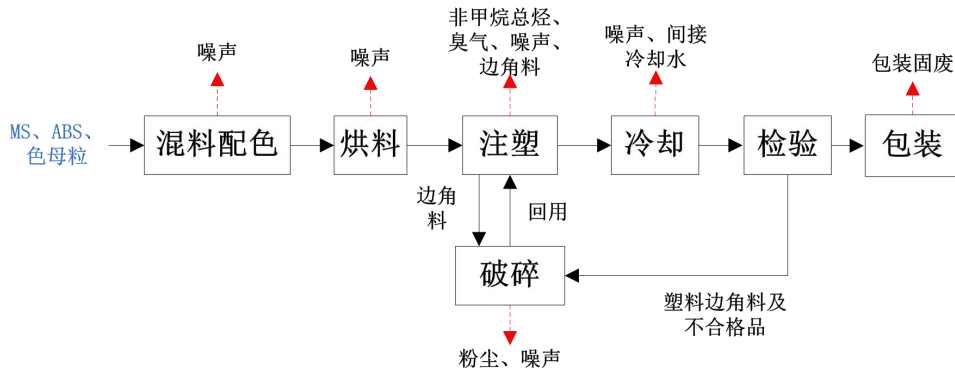 非甲烷总烃、
臭气、噪声、
边角料
噪声、间接
冷却水
噪声
噪声
包装固废
MS、ABS、
色母粒
混料配色
烘料
注塑
冷却
检验
包装
边角
料
回用
破碎
塑料边角料及
不合格品
粉尘、噪声